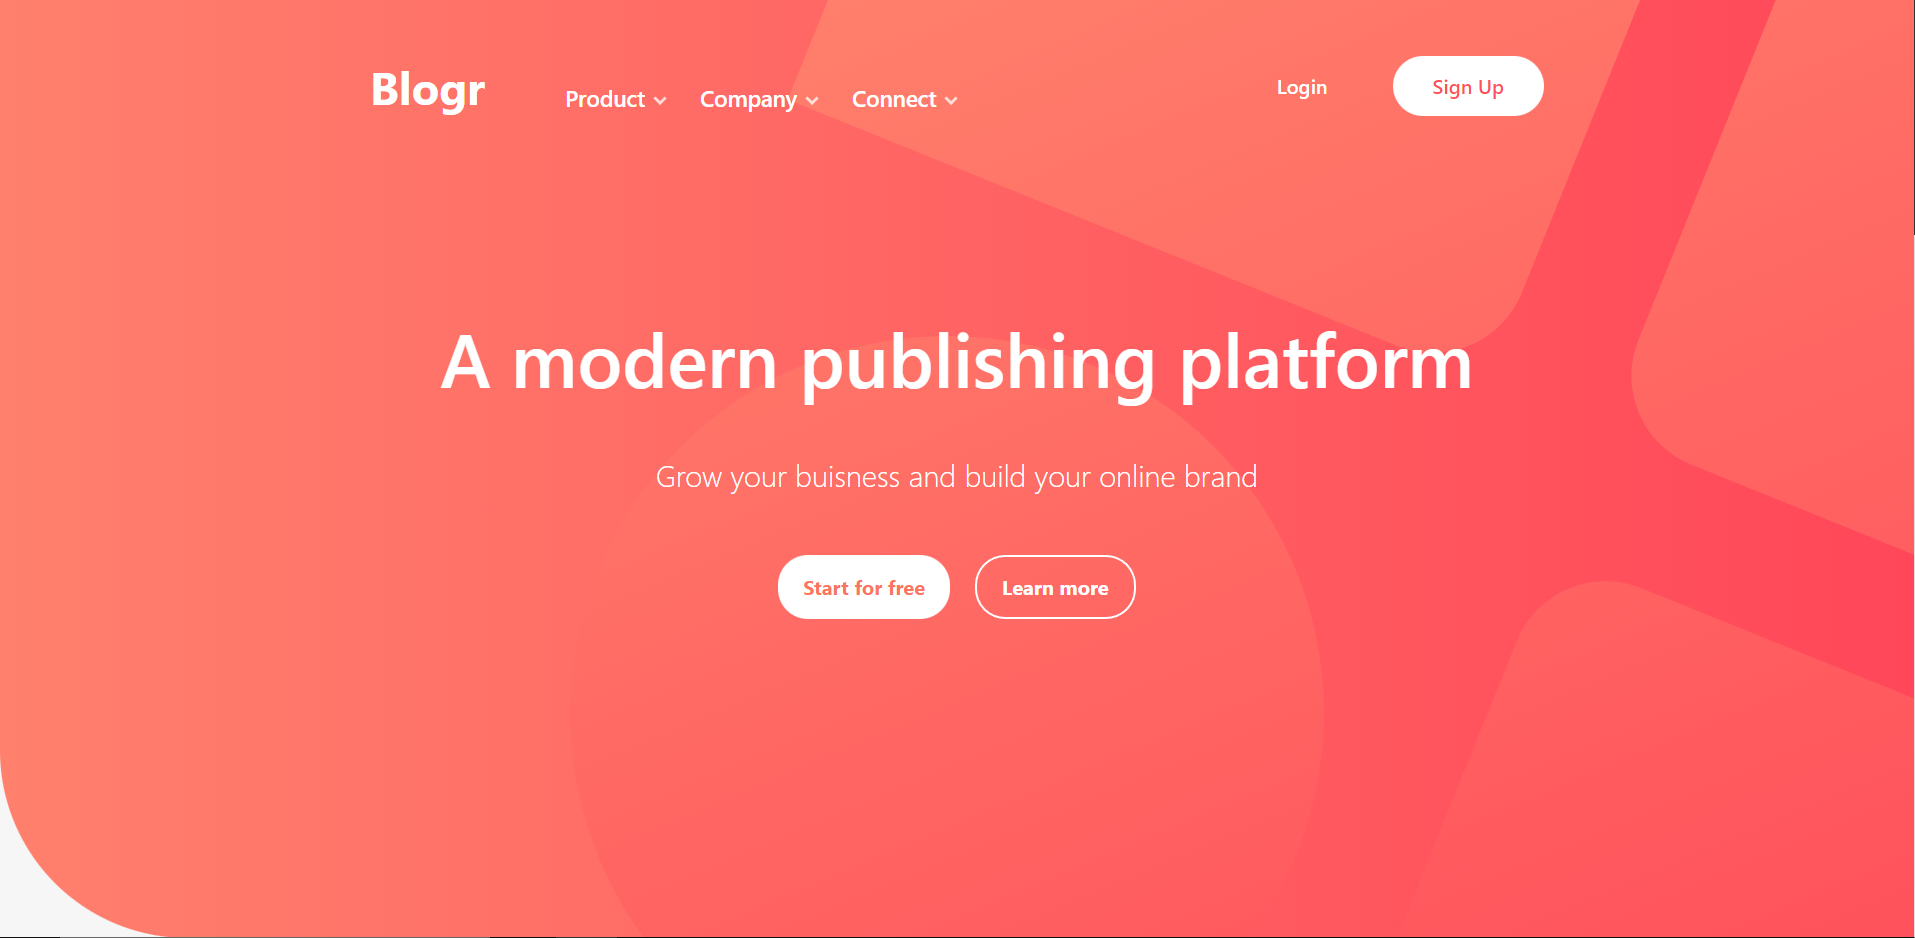 Blogr Product Company Connect Login Sign Up
A modern publishing platform
Grow your buisness and build your online brand
Start for free Learn more